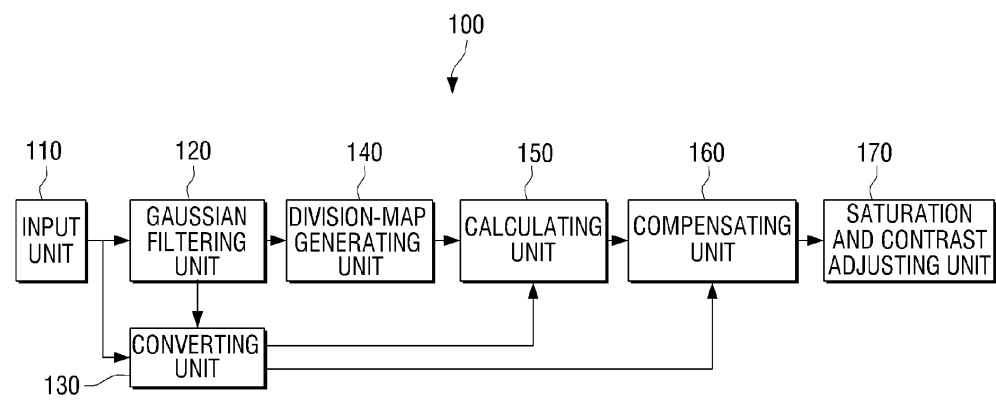 100
110
120
140
150
160
170
INPUT
UNIT
GAUSSIAN
FILTERING
UNIT
DIVISION-MAP
GENERATING
UNIT
CALCULATING
UNIT
COMPENSATING
UNIT
SATURATION
AND CONTRAST
ADJUSTING UNIT
CONVERTING
UNIT
130